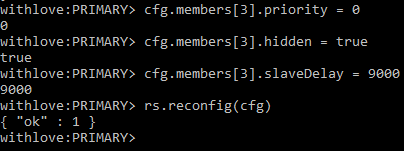 withlove:PRIMARY> cfg.members[3].priority = 0
0
withlove:PRIMARY> cfg.members[3].hidden = true
true
withlove:PRIMARY> cfg.members[3].slaveDelay = 9000
9000
withlove:PRIMARY> rs.reconfig(cfg)
{ "ok" : 1 }
withlove:PRIMARY>